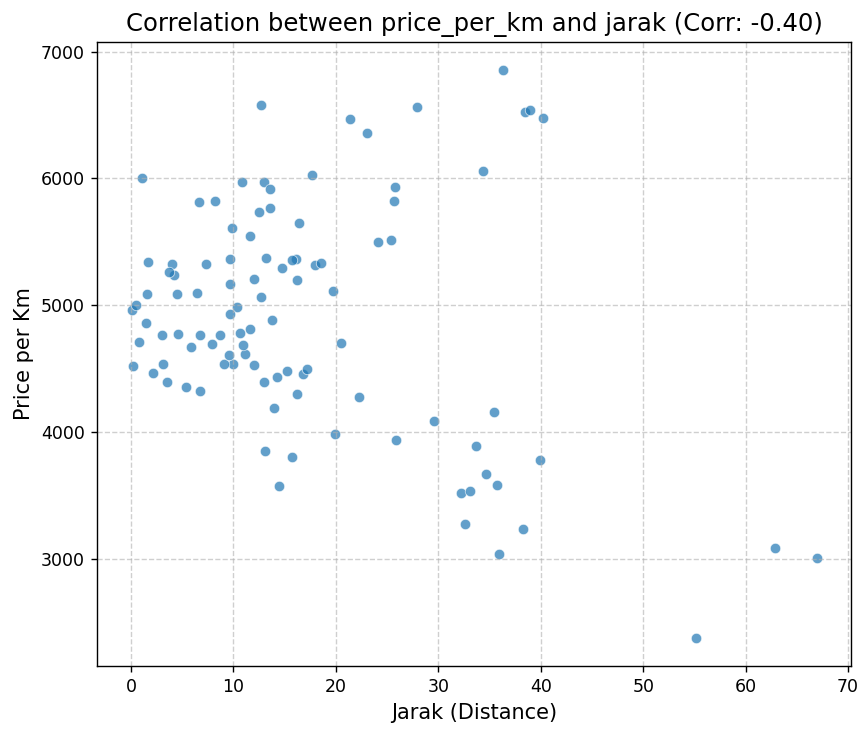 Correlation between price_per_km and jarak (Corr: -0.40)
7000
6000
5000
4000
3000
Price per Km
0 10 20 30 40 50 60 70
Jarak (Distance)